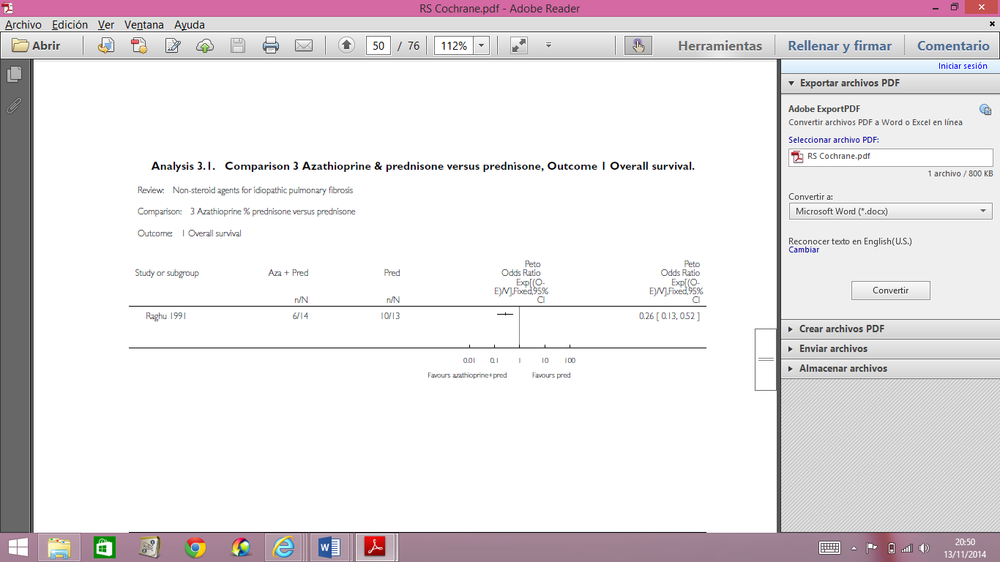 RS Cochrane.pdf - Adobe Reader
Archivo Edición Ver Ventana Ayuda
Abrir 50 / 76 112% Herramientas Rellenar y firmar Comentario
Iniciar sesión
Exportar archivos PDF
Adobe ExportPDF
Convertir archivos PDF a Word o Excel en línea
Seleccionar archivo PDF:
RS Cochrane.pdf
1 archivo / 800 KB
Convertir a:
Microsoft Word (*.docx)
Reconocer texto en English(U.S.)
Cambiar
Convertir
Crear archivos PDF
Enviar archivos
Almacenar archivos
Analysis 3.1. Comparison 3 Azathioprine & prednisone versus prednisone, Outcome 1 Overall survival.
Review: Non-steroid agents for idiopathic pulmonary fibrosis
Comparison: 3 Azathioprine % prednisone versus prednisone
Outcome: 1 Overall survival
Study or subgroup
Aza + Pred
n/N
Pred
n/N
Peto
Odds Ratio
Exp[(O-
E)/V],Fixed,95%
CI
Peto
Odds Ratio
Exp[(O-
E)/V],Fixed,95%
CI
Raghu 1991 6/14 10/13 0.26 [ 0.13, 0.52 ]
0.01 0.1 1 10 100
Favours azathioprine+pred Favours pred
20:50
13/11/2014